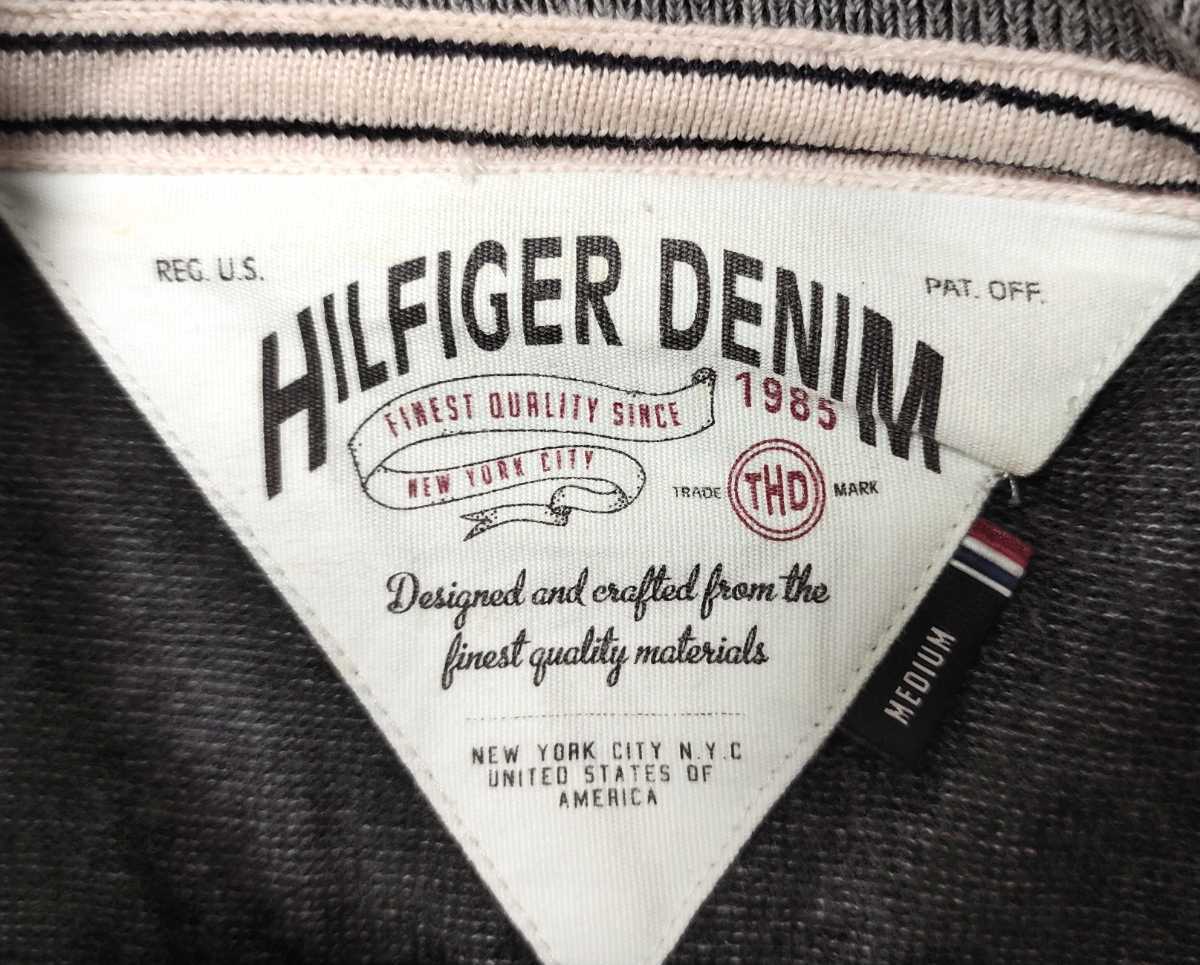 REG. U.S.
PAT. OFF.
HILFIGER DENIM
FINEST QUALITY SINCE
1985
NEW YORK CITY
TRADE THD MARK
Designed and crafted from the
finest quality materials
MEDIUM
NEW YORK CITY N.Y.C
UNITED STATES OF
AMERICA